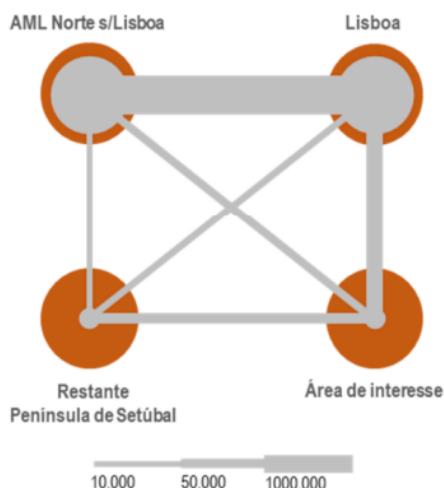 AML Norte s/Lisboa
Lisboa
Restante
Península de Setúbal
Área de interesse
10.000
50.000
1000.000